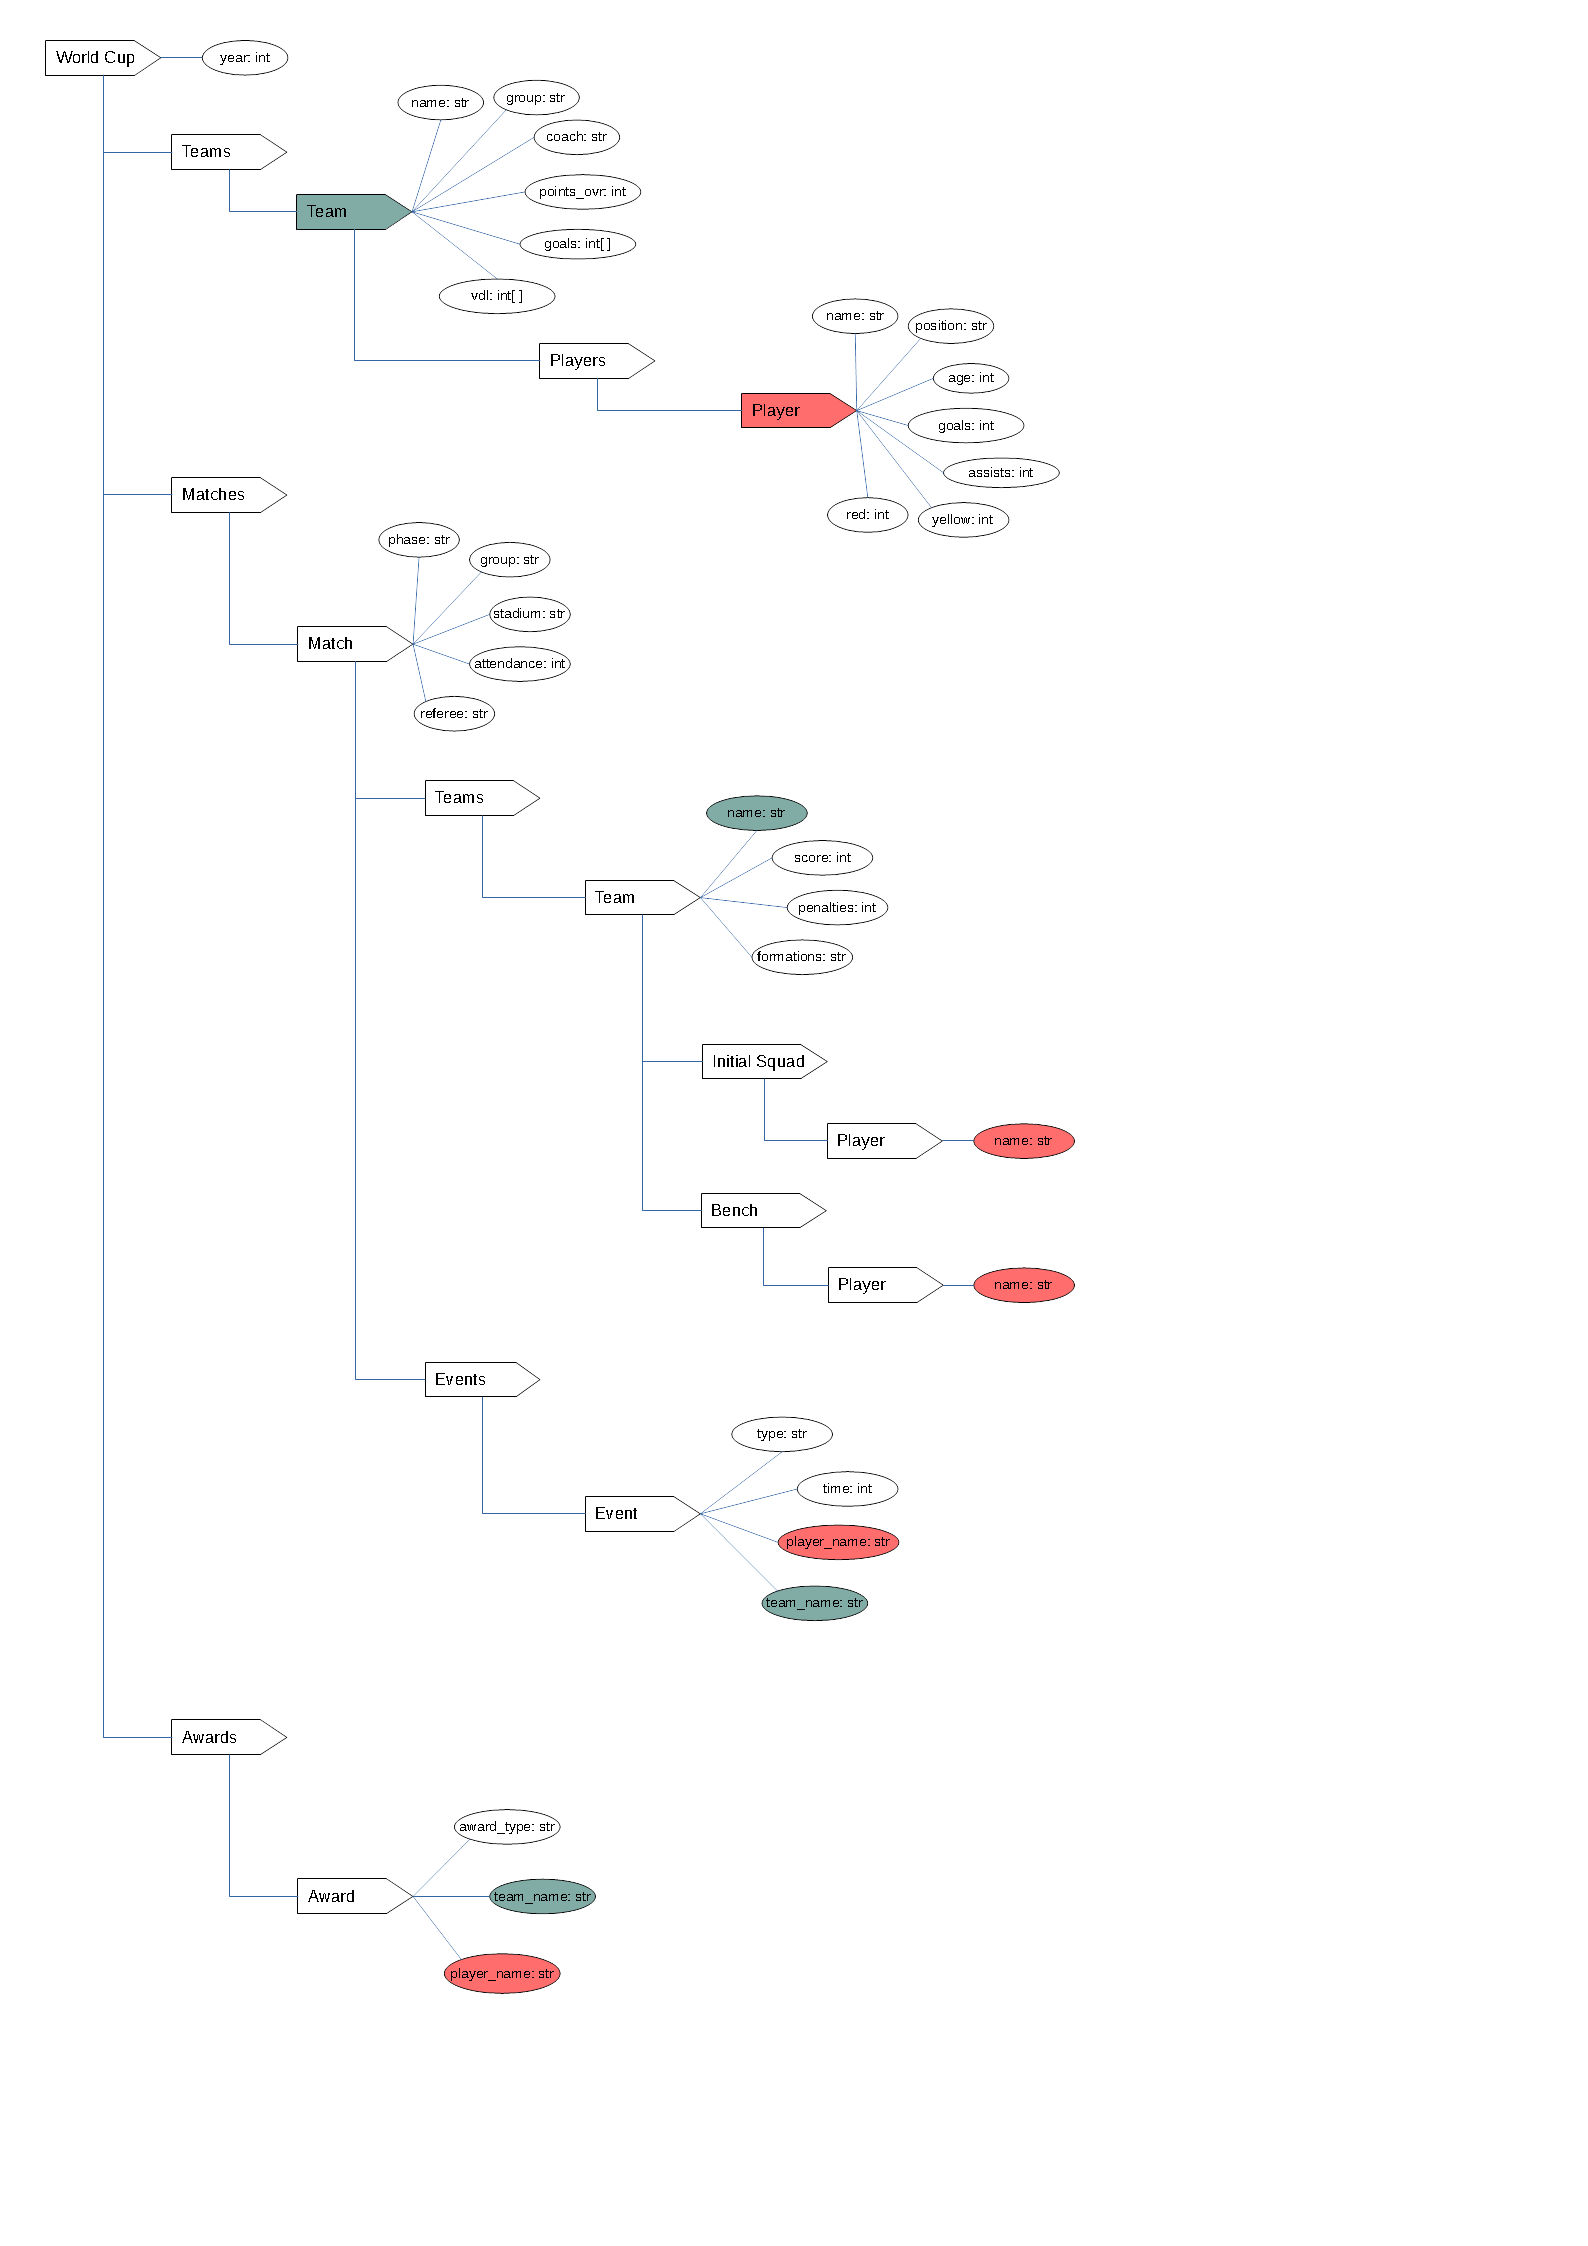 World Cup
year: int
name: str
group: str
coach: str
Teams
points_ovr: int
Team
goals: int[ ]
vdl: int[ ]
name: str
position: str
Players
age: int
Player
goals: int
assists: int
red: int
yellow: int
Matches
phase: str
group: str
stadium: str
Match
attendance: int
referee: str
Teams
name: str
score: int
Team
penalties: int
formations: str
Initial Squad
Player
name: str
Bench
Player
name: str
Events
type: str
time: int
Event
player_name: str
team_name: str
Awards
award_type: str
Award
team_name: str
player_name: str